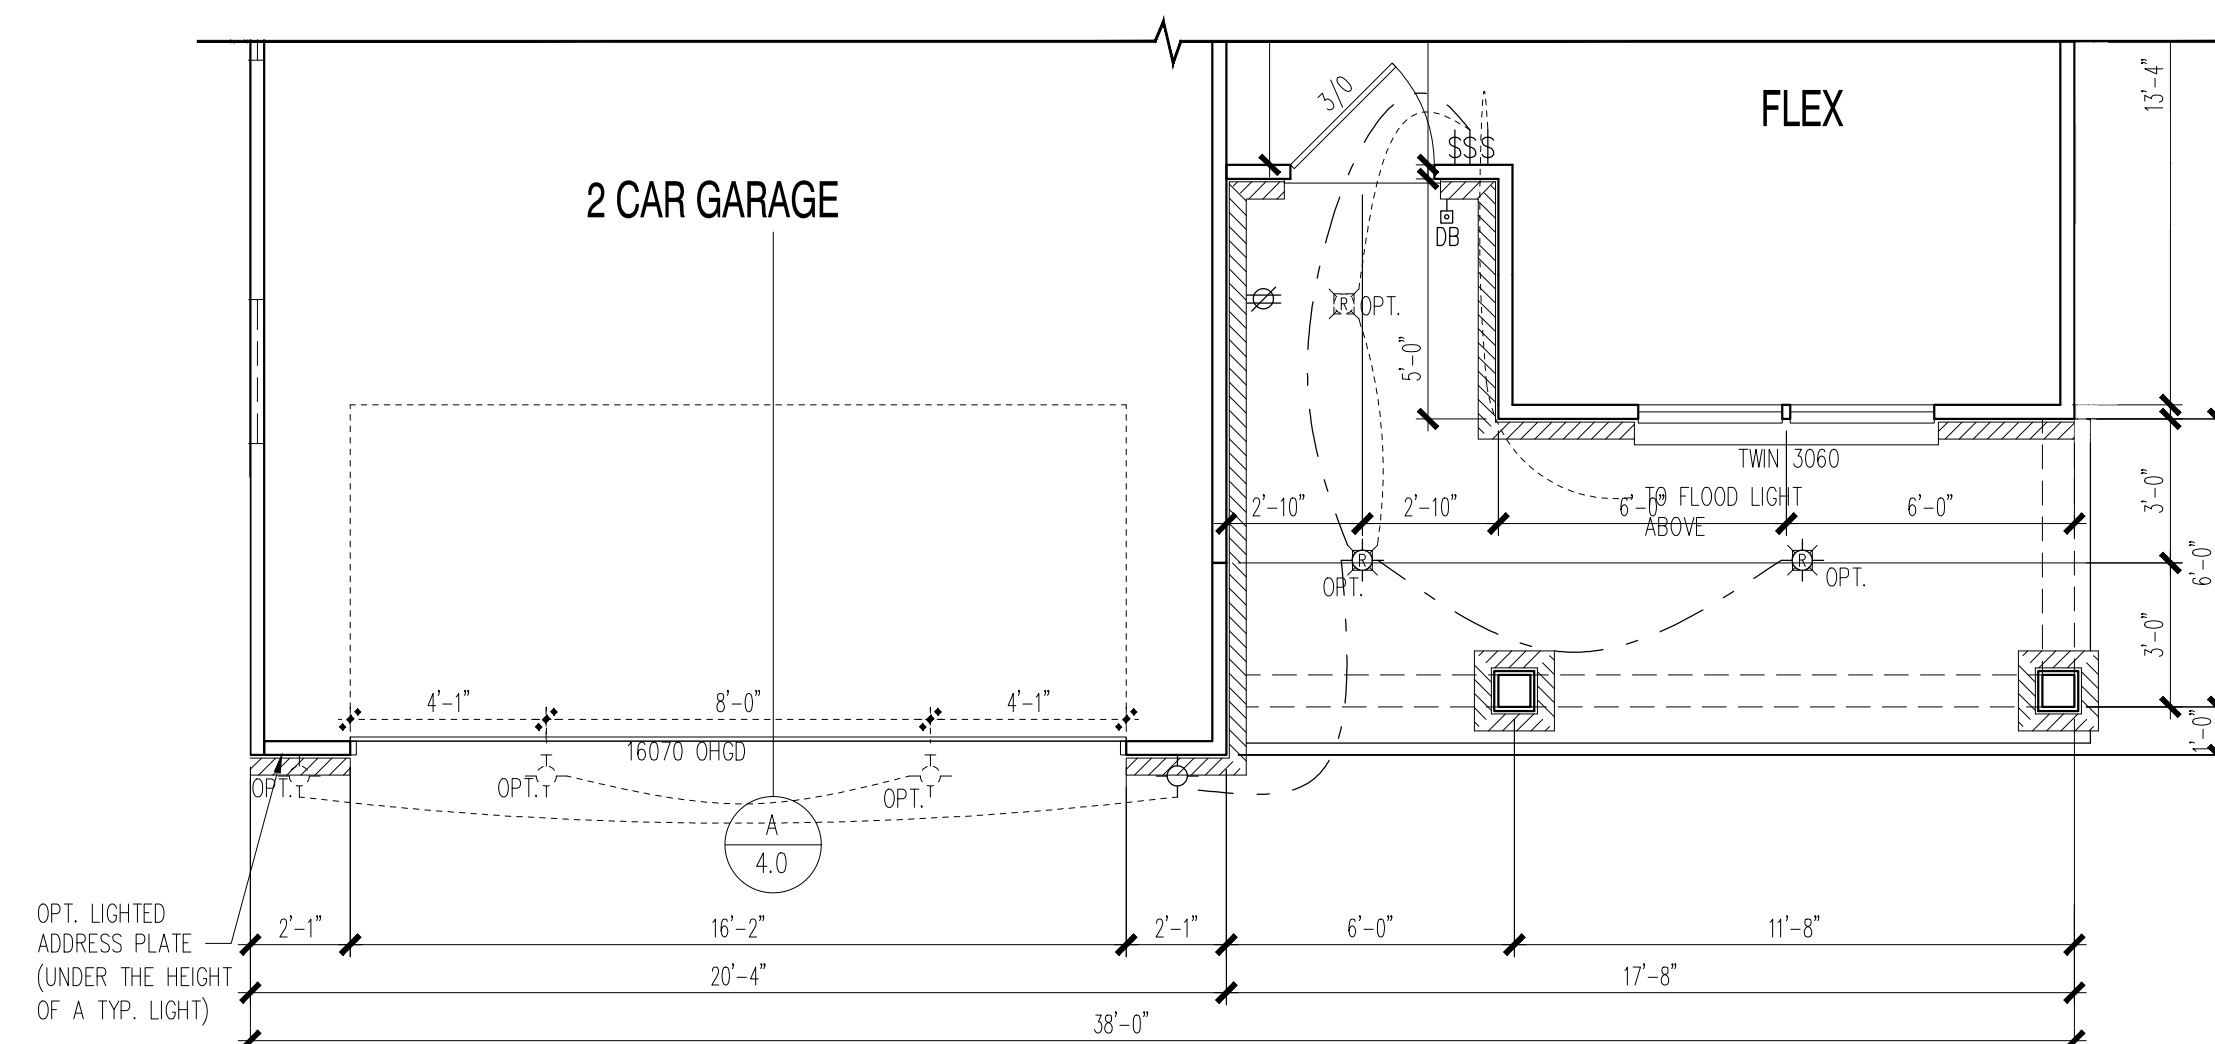 13'-4"
3/0
FLEX
$$$
2 CAR GARAGE
DB
R OPT.
5'-0"
TWIN 3060
TO FLOOD LIGHT
ABOVE
2'-10"
2'-10"
6'-0"
6'-0"
3'-0"
6'-0"
R
OPT.
R
OPT.
3'-0"
4'-1"
8'-0"
4'-1"
1'-0"
16070 OHGD
OPT.
OPT.
OPT.
A
4.0
OPT. LIGHTED
ADDRESS PLATE
(UNDER THE HEIGHT
OF A TYP. LIGHT)
2'-1"
16'-2"
2'-1"
6'-0"
11'-8"
20'-4"
17'-8"
38'-0"